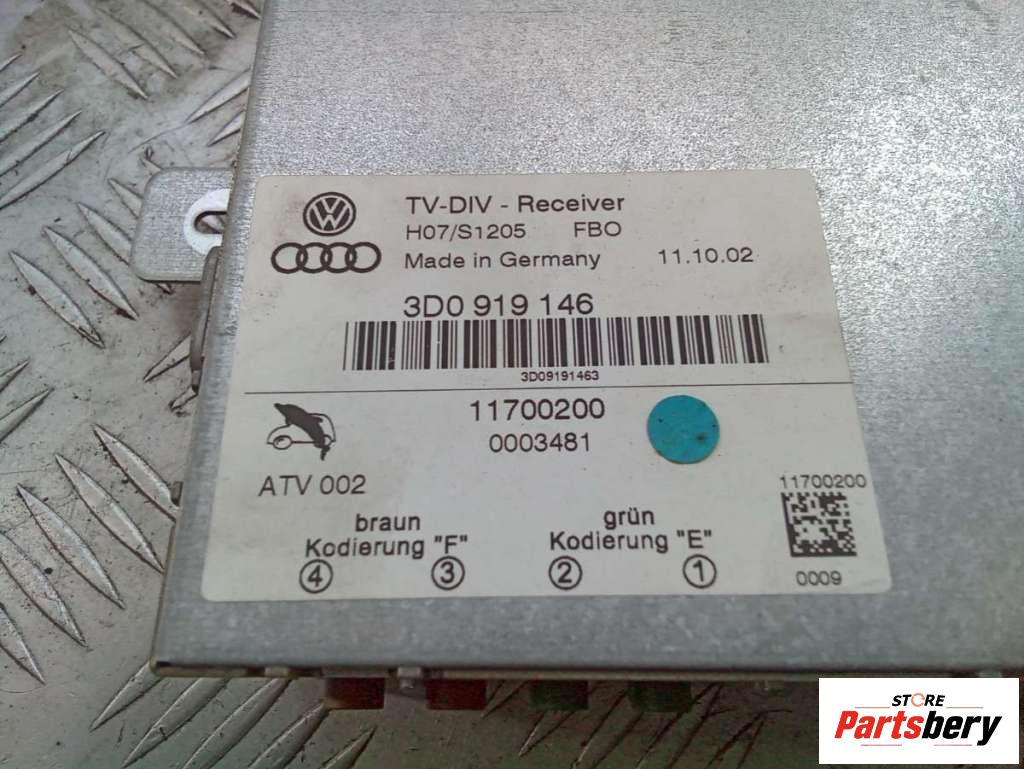 TV-DIV - Receiver
H07/S1205 FBO
Made in Germany 11.10.02
3D0 919 146
3D09191463
11700200
0003481
ATV 002
11700200
braun grün
Kodierung "F" Kodierung "E"
④ ③ ② ①
0009
STORE
Partsbery